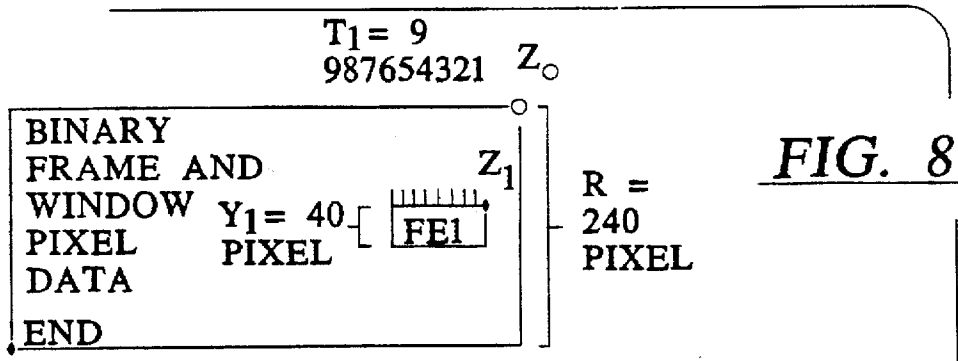 T1= 9
987654321 Z○
BINARY
FRAME AND
WINDOW
PIXEL
DATA
END
Y1= 40
PIXEL
Z1
FE1
R =
240
PIXEL
FIG. 8